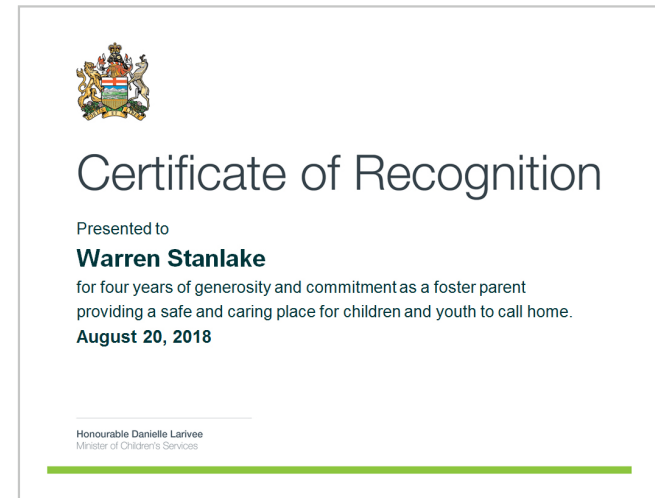 Certificate of Recognition
Presented to
Warren Stanlake
for four years of generosity and commitment as a foster parent
providing a safe and caring place for children and youth to call home.
August 20, 2018
Honourable Danielle Larivee
Minister of Children's Services